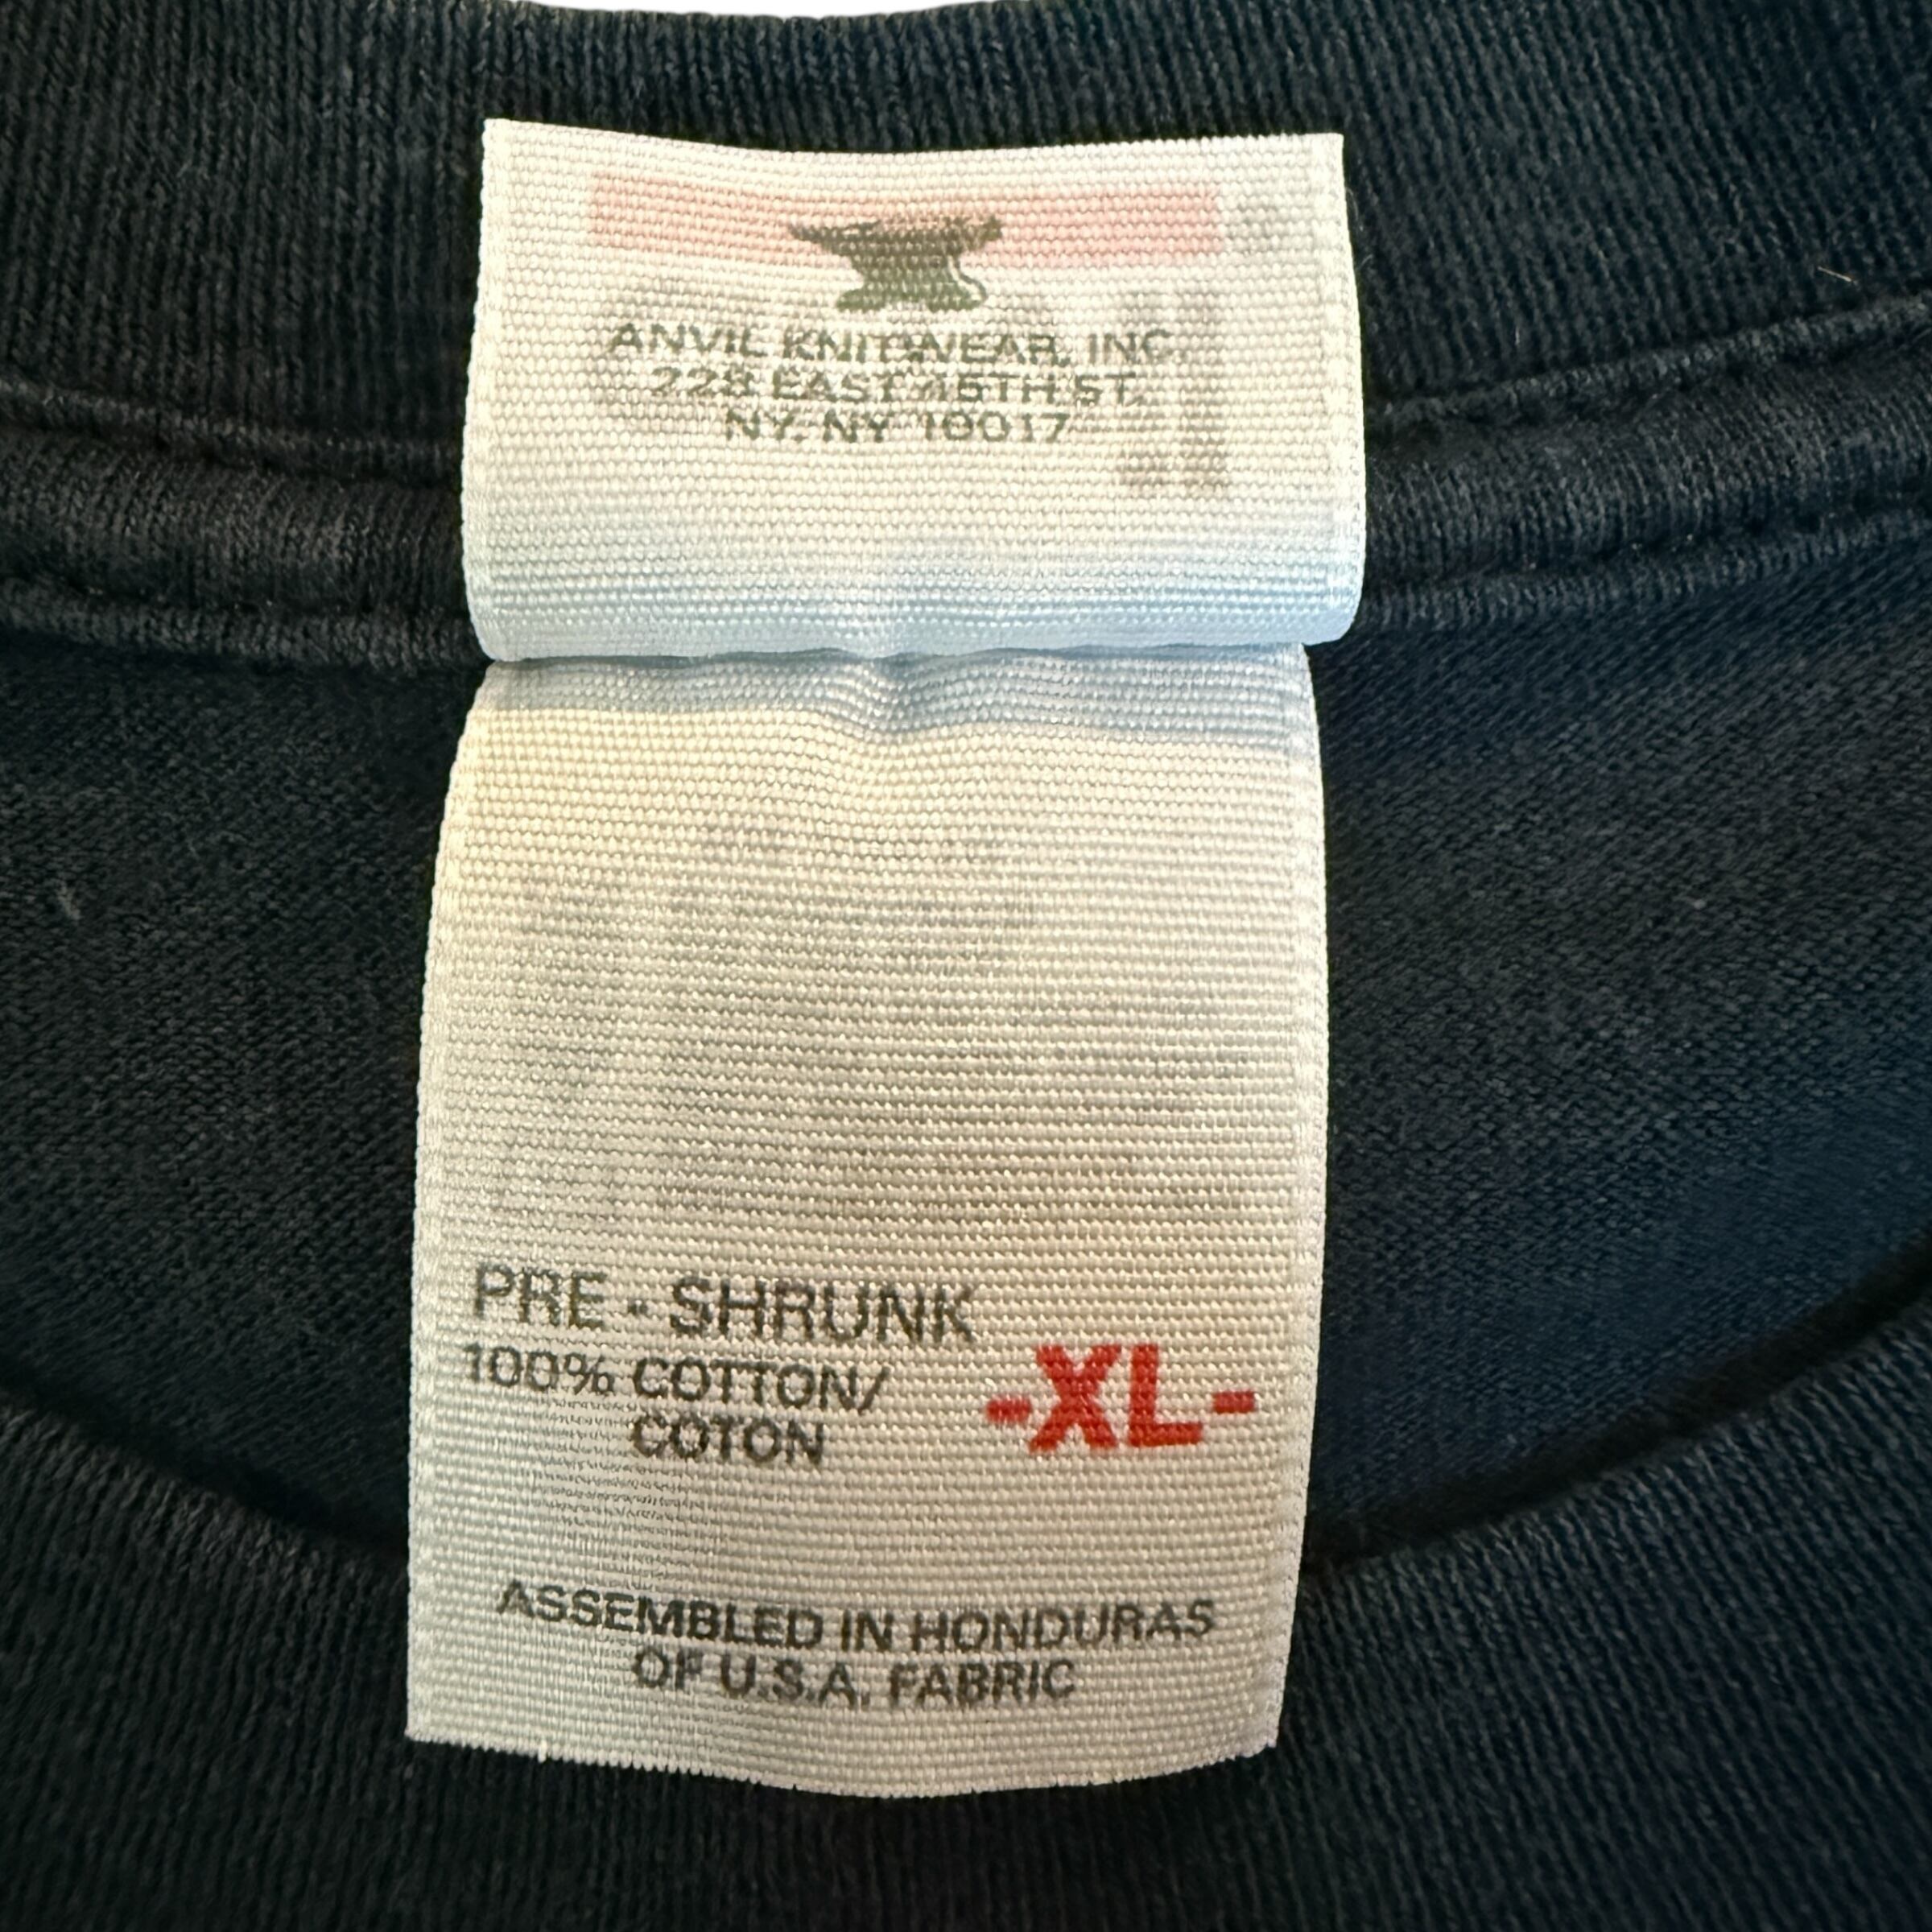 ANVIL KNITWEAR, INC.
228 EAST 45TH ST.
NY, NY 10017
PRE - SHRUNK
100% COTTON/
COTON
-XL-
ASSEMBLED IN HONDURAS
OF U.S.A. FABRIC